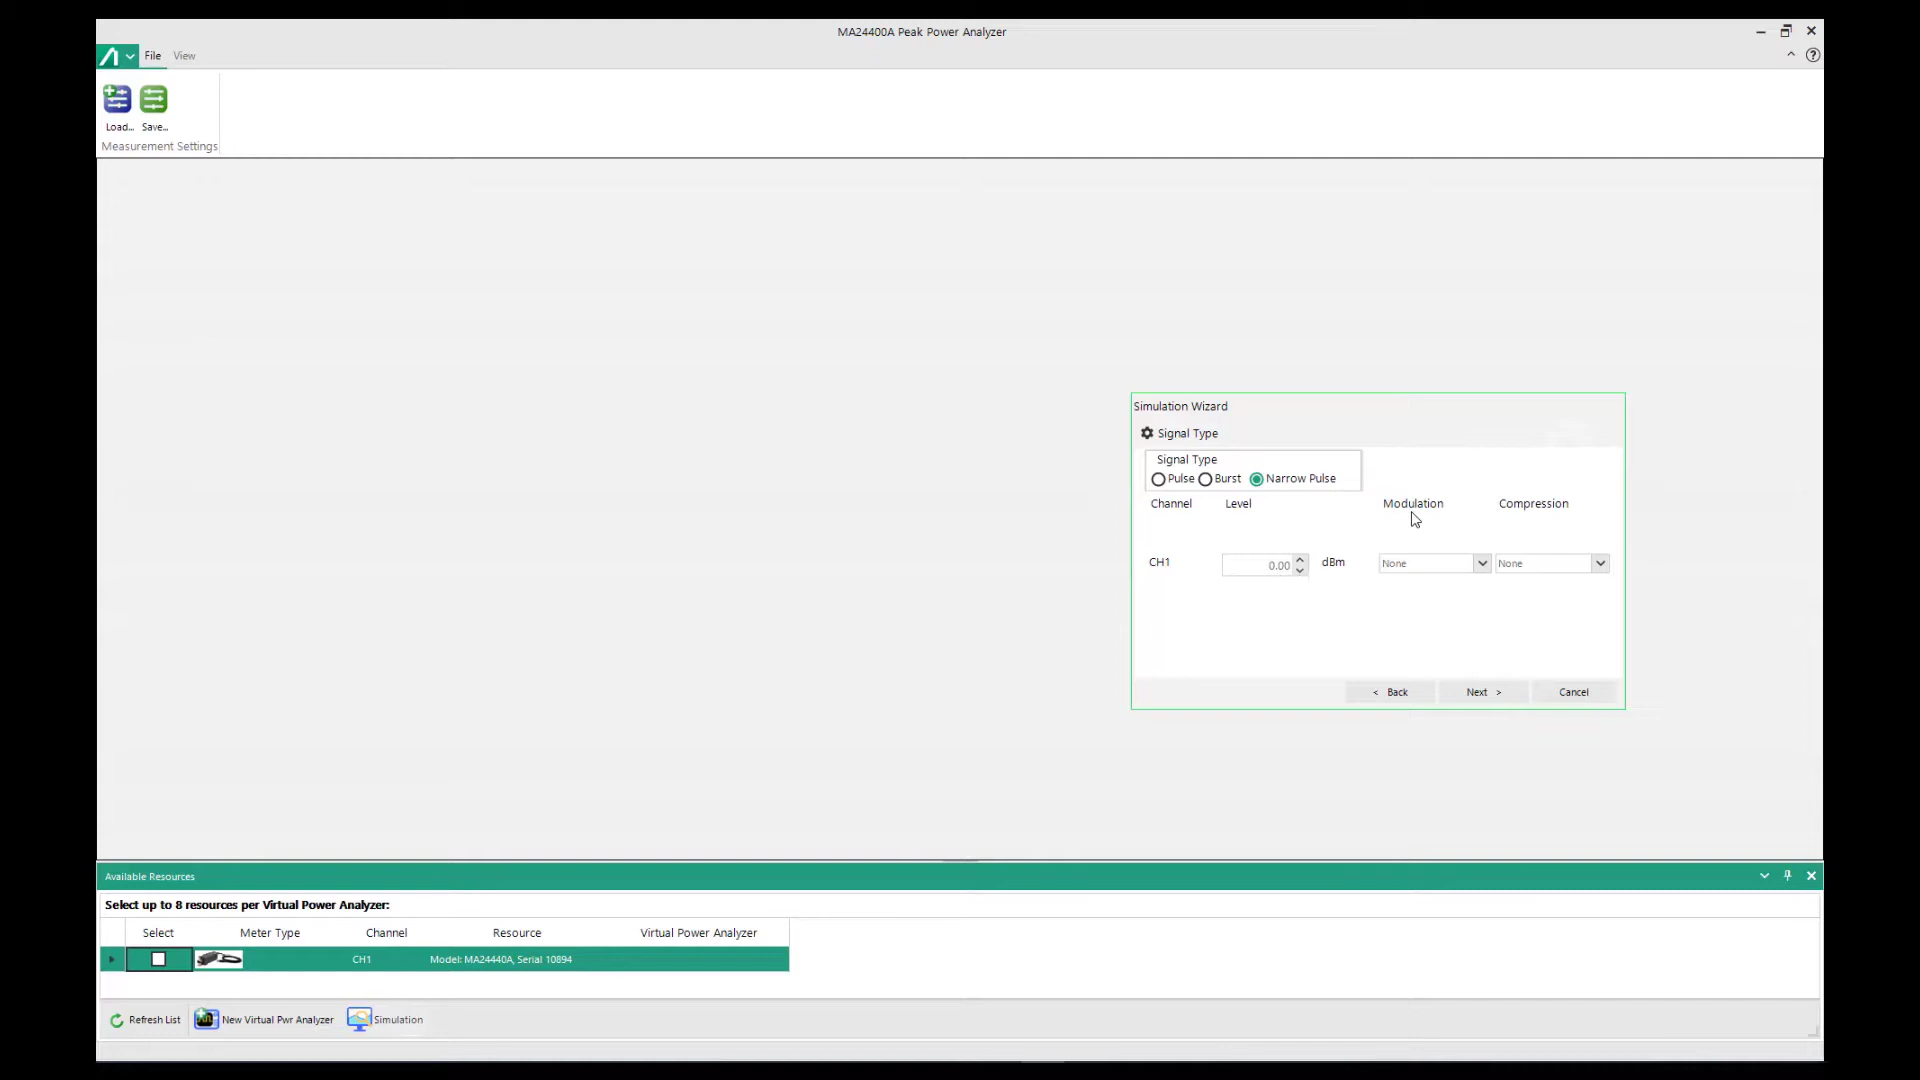 MA24400A Peak Power Analyzer
File View
Load... Save...
Measurement Settings
Simulation Wizard
Signal Type
Signal Type
Pulse Burst Narrow Pulse
Channel Level Modulation Compression
CH1 0.00 dBm None None
< Back Next > Cancel
Available Resources
Select up to 8 resources per Virtual Power Analyzer:
Select Meter Type Channel Resource Virtual Power Analyzer
CH1 Model: MA24440A, Serial 10894
Refresh List New Virtual Pwr Analyzer Simulation